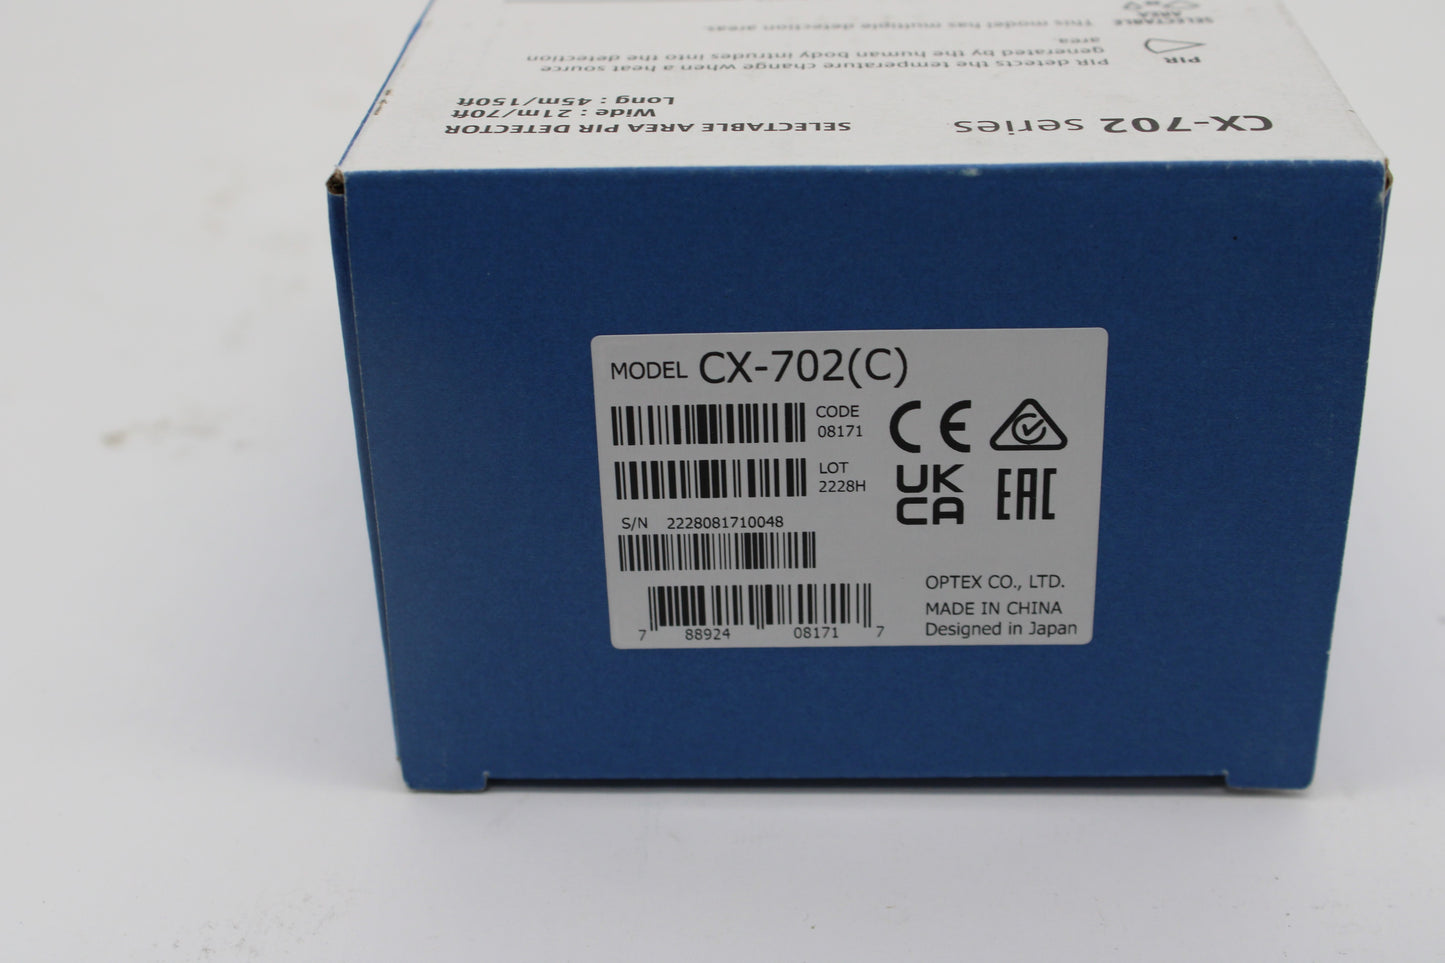 CX-702 series
SELECTABLE AREA PIR DETECTOR
Wide : 21m/70ft
Long : 45m/150ft
PIR
PIR detects the temperature change when a heat source
generated by the human body intrudes into the detection
area.
SELECTABLE
AREA
This model has multiple detection areas.
MODEL CX-702(C)
CODE
08171
LOT
2228H
S/N 2228081710048
7 88924 08171 7
CE
UK
CA
EAC
OPTEX CO., LTD.
MADE IN CHINA
Designed in Japan